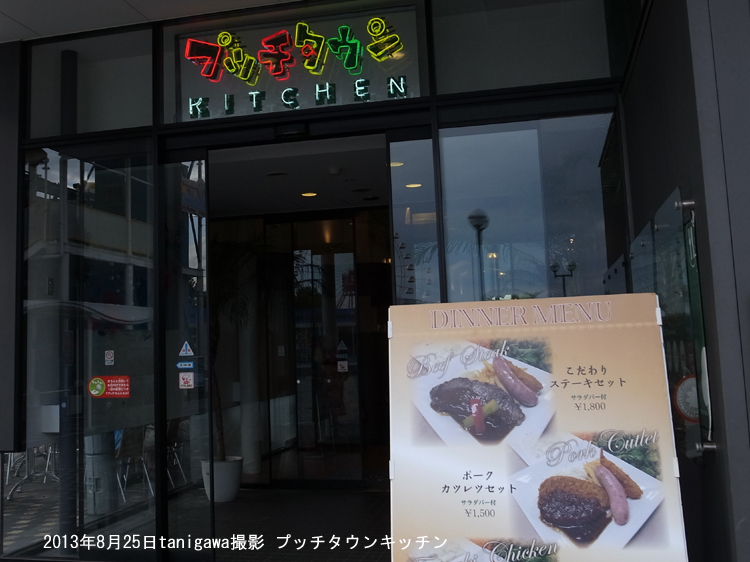 プッチタウン
KITCHEN
DINNER MENU
Beef Steak
こだわり
ステーキセット
サラダバー付
¥1,800
Pork Cutlet
ポーク
カツレツセット
サラダバー付
¥1,500
Chicken
2013年8月25日tanigawa撮影 プッチタウンキッチン